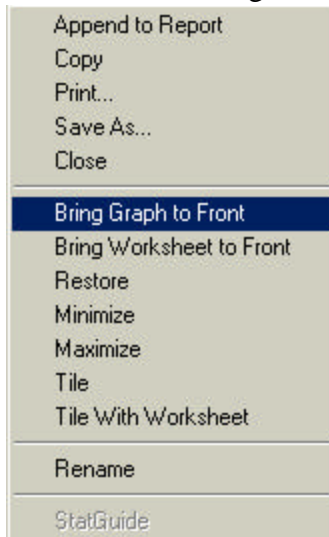 Append to Report
Copy
Print...
Save As...
Close
Bring Graph to Front
Bring Worksheet to Front
Restore
Minimize
Maximize
Tile
Tile With Worksheet
Rename
StatGuide